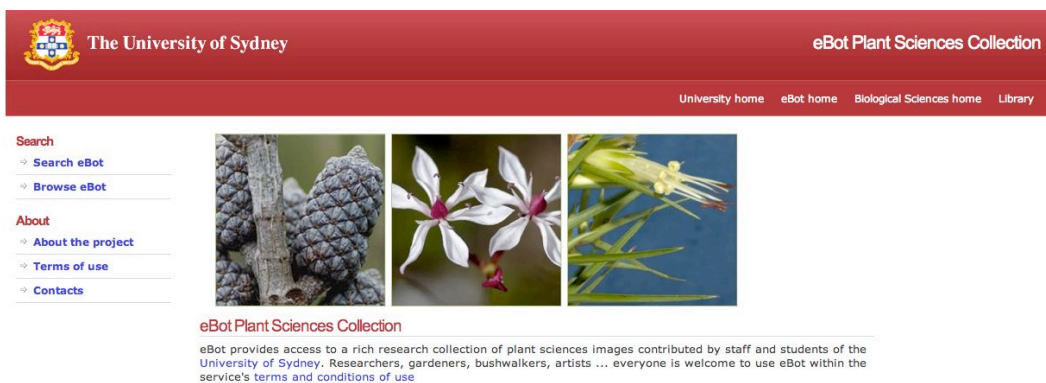 The University of Sydney
eBot Plant Sciences Collection
University home eBot home Biological Sciences home Library
Search
Search eBot
Browse eBot
About
About the project
Terms of use
Contacts
eBot Plant Sciences Collection
eBot provides access to a rich research collection of plant sciences images contributed by staff and students of the
University of Sydney. Researchers, gardeners, bushwalkers, artists ... everyone is welcome to use eBot within the
service's terms and conditions of use